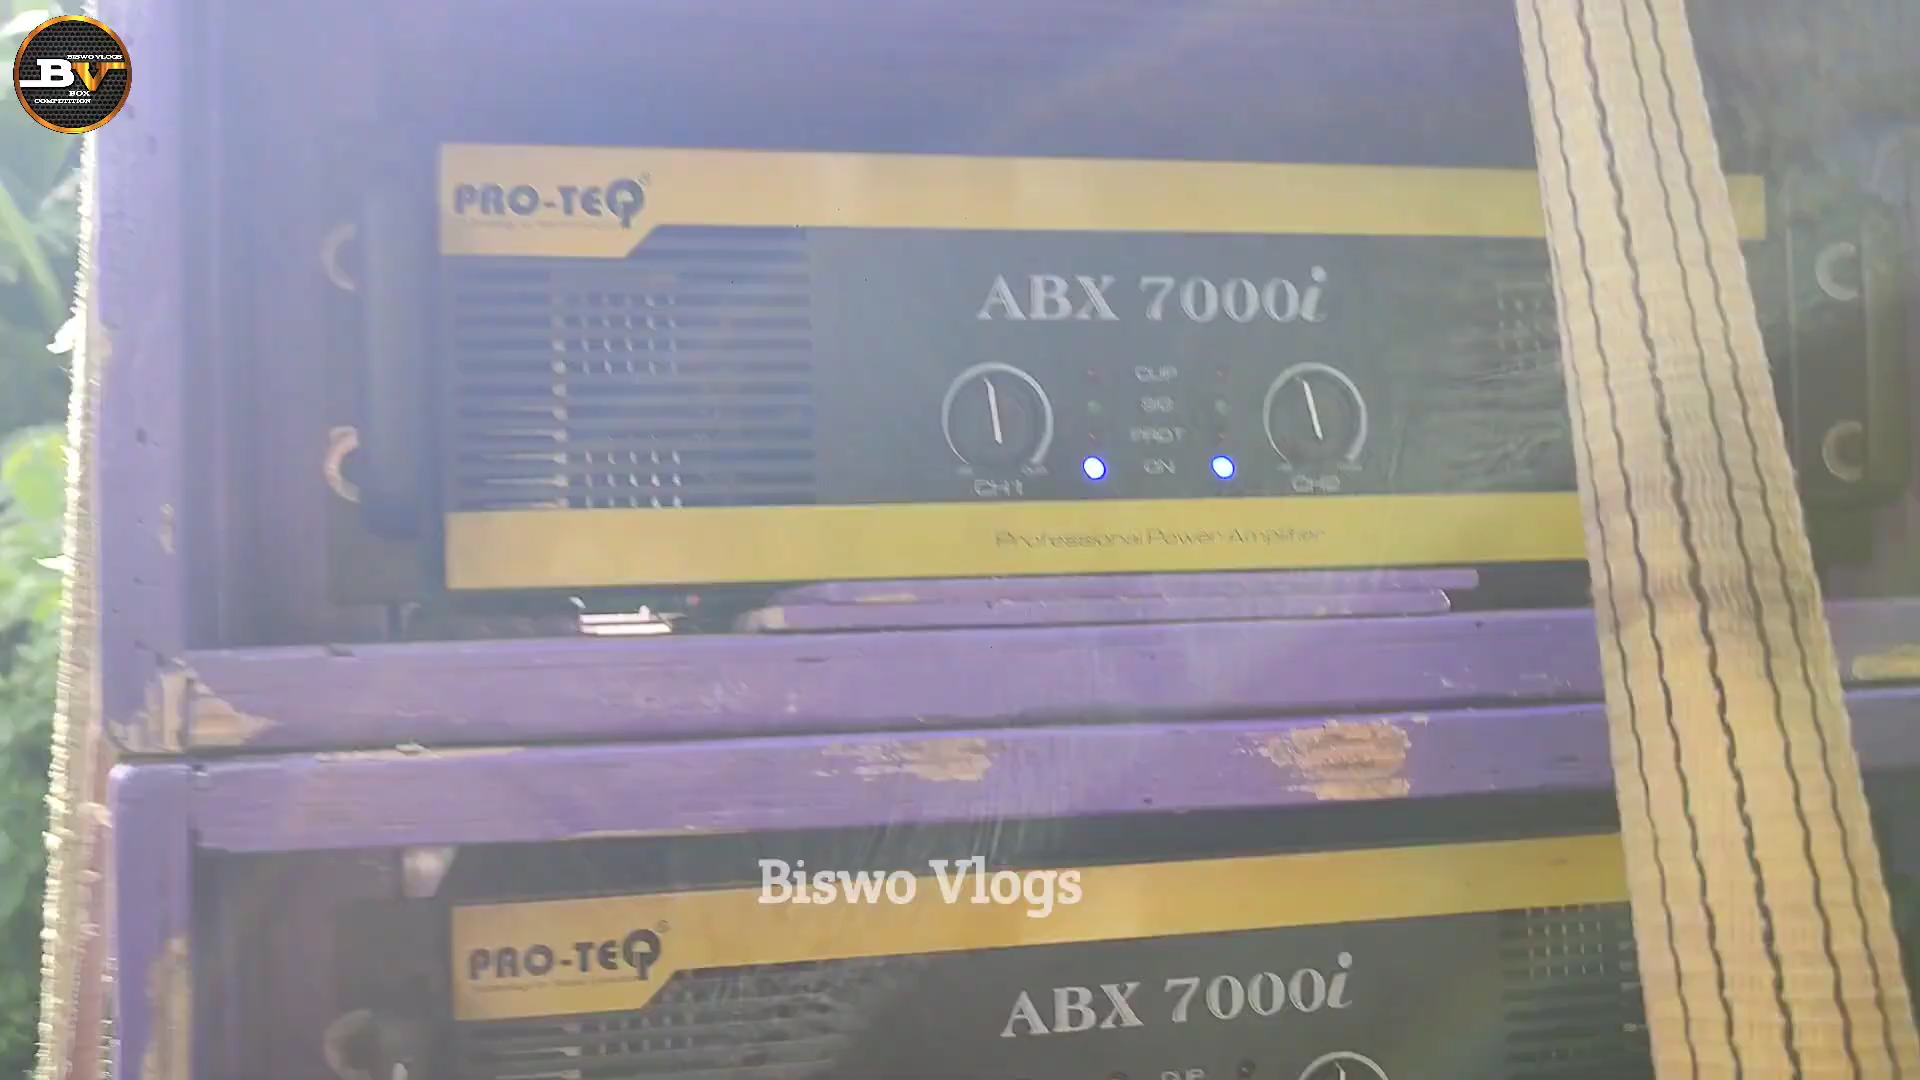 BISWO VLOGS
BV
BOX
COMPETITION
PRO-TEQ
ABX 7000i
CLIP
SIG
PROT
ON
CH1
CH2
Professional Power Amplifier
Biswo Vlogs
PRO-TEQ
ABX 7000i
CLIP